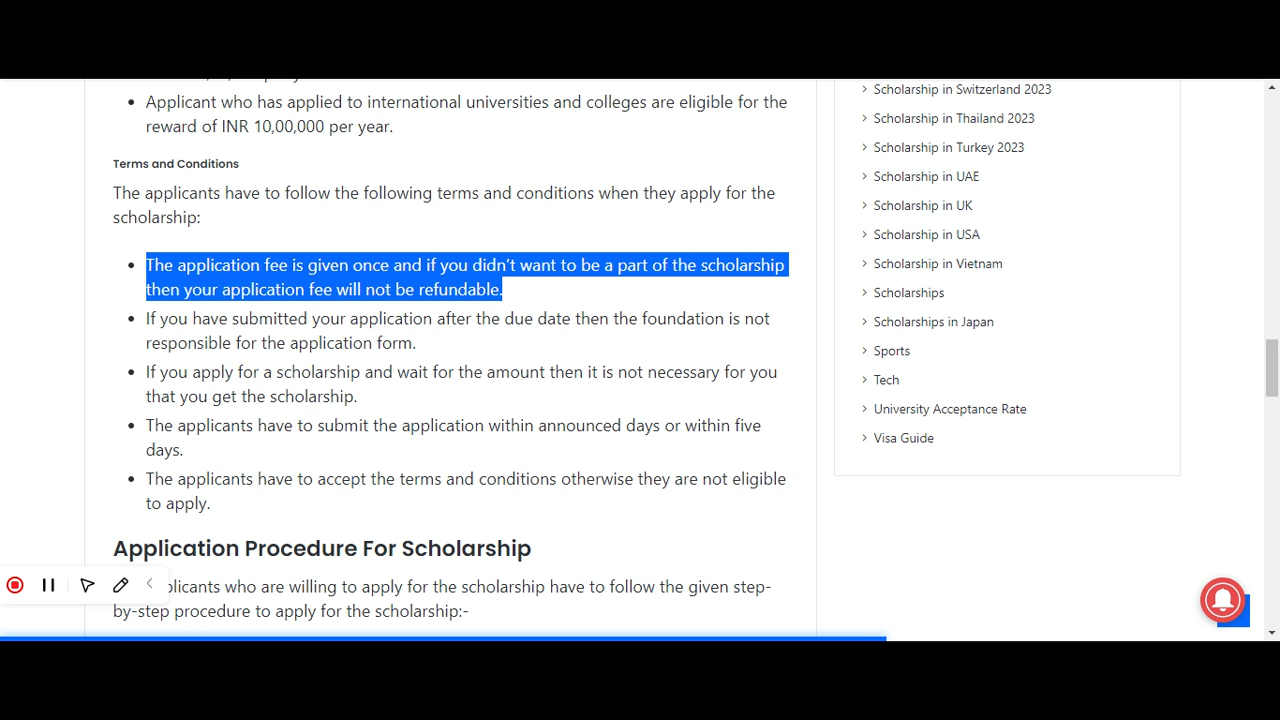 Applicant who has applied to international universities and colleges are eligible for the
reward of INR 10,00,000 per year.
Terms and Conditions
The applicants have to follow the following terms and conditions when they apply for the
scholarship:
The application fee is given once and if you didn't want to be a part of the scholarship
then your application fee will not be refundable.
If you have submitted your application after the due date then the foundation is not
responsible for the application form.
If you apply for a scholarship and wait for the amount then it is not necessary for you
that you get the scholarship.
The applicants have to submit the application within announced days or within five
days.
The applicants have to accept the terms and conditions otherwise they are not eligible
to apply.
Application Procedure For Scholarship
who are willing to apply for the scholarship have to follow the given step-
by-step procedure to apply for the scholarship:-
Scholarship in Switzerland 2023
Scholarship in Thailand 2023
Scholarship in Turkey 2023
Scholarship in UAE
Scholarship in UK
Scholarship in USA
Scholarship in Vietnam
Scholarships
Scholarships in Japan
Sports
Tech
University Acceptance Rate
Visa Guide